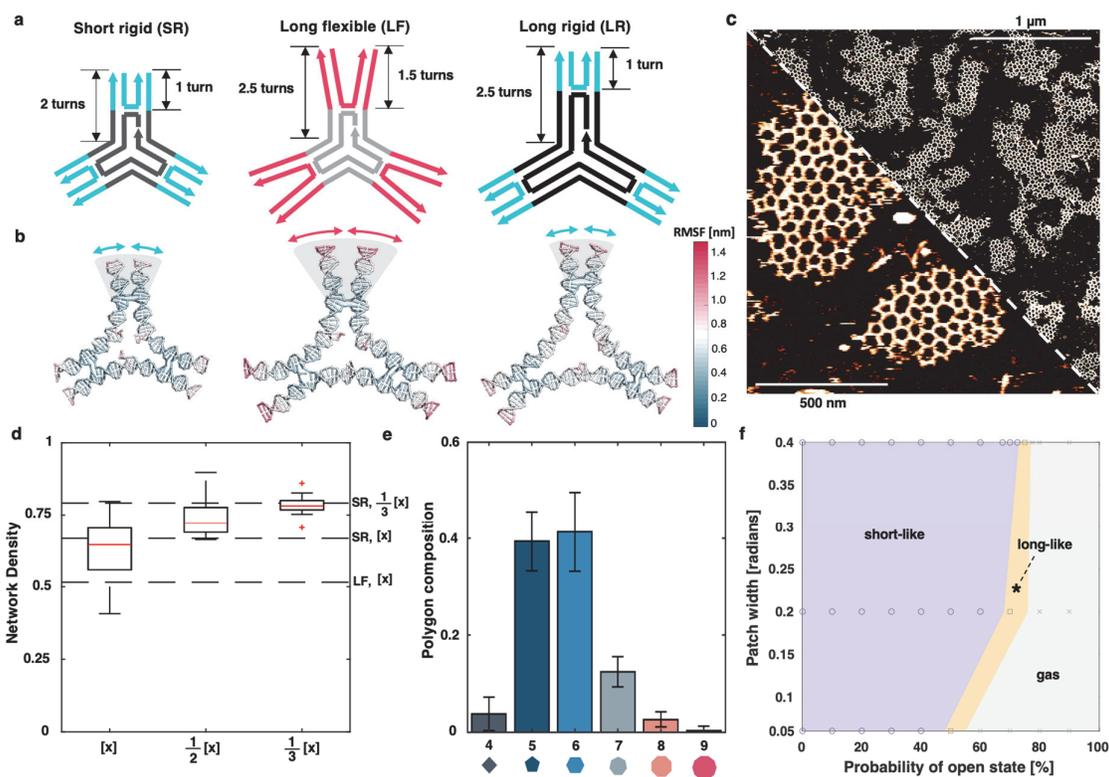 a
Short rigid (SR)
Long flexible (LF)
Long rigid (LR)
2 turns
1 turn
2.5 turns
1.5 turns
2.5 turns
1 turn
b
RMSF [nm]
1.4
1.2
1.0
0.8
0.6
0.4
0.2
0
c
1 µm
500 nm
d
Network Density
1
0.75
0.5
0.25
0
[x]
1/2 [x]
1/3 [x]
SR, 1/3 [x]
SR, [x]
LF, [x]
e
Polygon composition
0.6
0.4
0.2
0
4 5 6 7 8 9
f
Patch width [radians]
0.4
0.35
0.3
0.25
0.2
0.15
0.1
0.05
short-like
long-like
*
gas
0 20 40 60 80 100
Probability of open state [%]